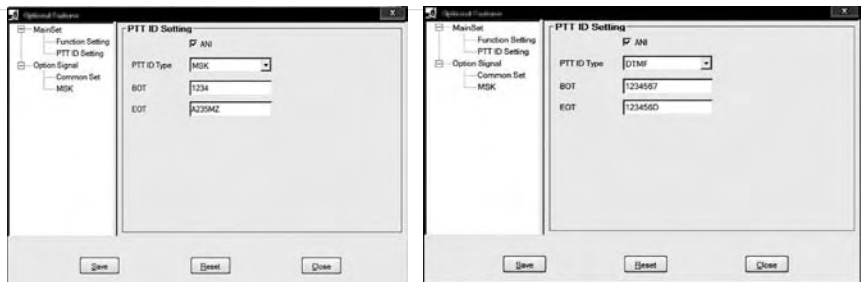 Optional Features
X
MainSet
Function Setting
PTT ID Setting
Option Signal
Common Set
MSK
PTT ID Setting
ANI
PTT ID Type MSK
BOT 1234
EOT A235MZ
Save Reset Close
Optional Features
X
MainSet
Function Setting
PTT ID Setting
Option Signal
Common Set
MSK
PTT ID Setting
ANI
PTT ID Type DTMF
BOT 1234567
EOT 123456D
Save Reset Close